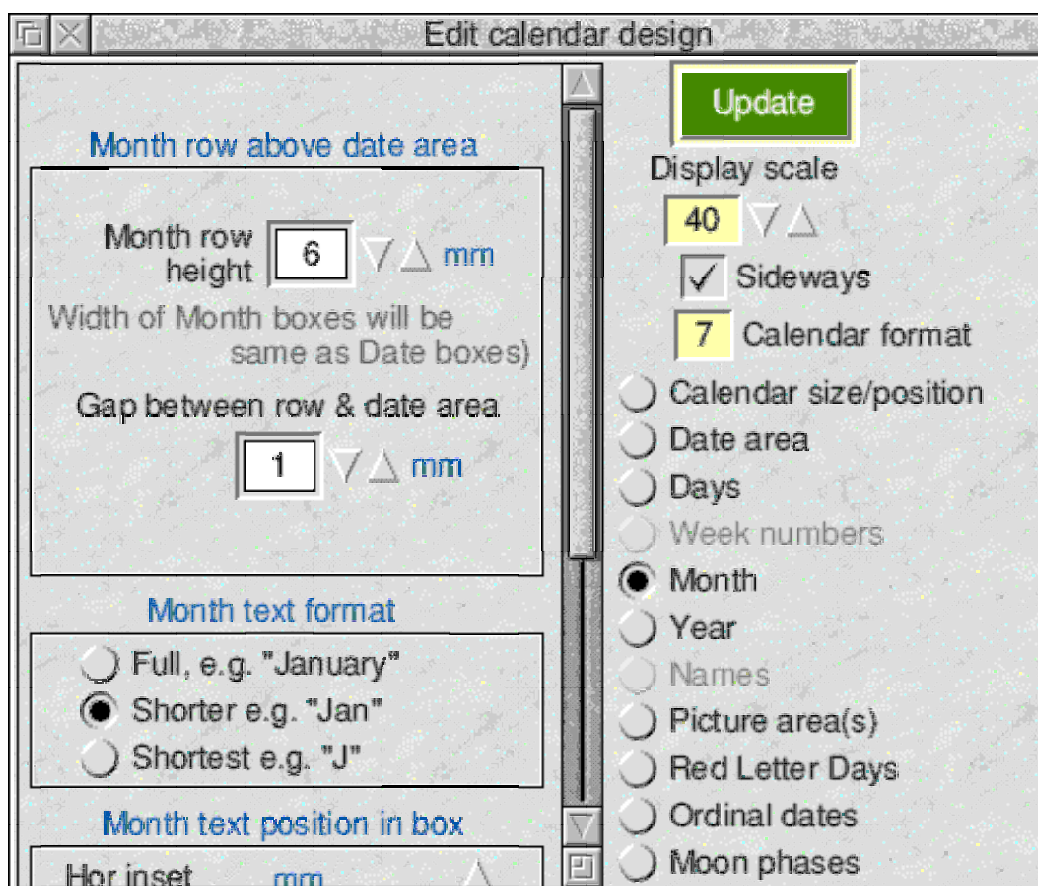 Edit calendar design
Month row above date area
Month row
height
6
mm
Width of Month boxes will be
same as Date boxes)
Gap between row & date area
1
mm
Month text format
Full, e.g. "January"
Shorter e.g. "Jan"
Shortest e.g. "J"
Month text position in box
Hor inset
mm
Update
Display scale
40
Sideways
7
Calendar format
Calendar size/position
Date area
Days
Week numbers
Month
Year
Names
Picture area(s)
Red Letter Days
Ordinal dates
Moon phases